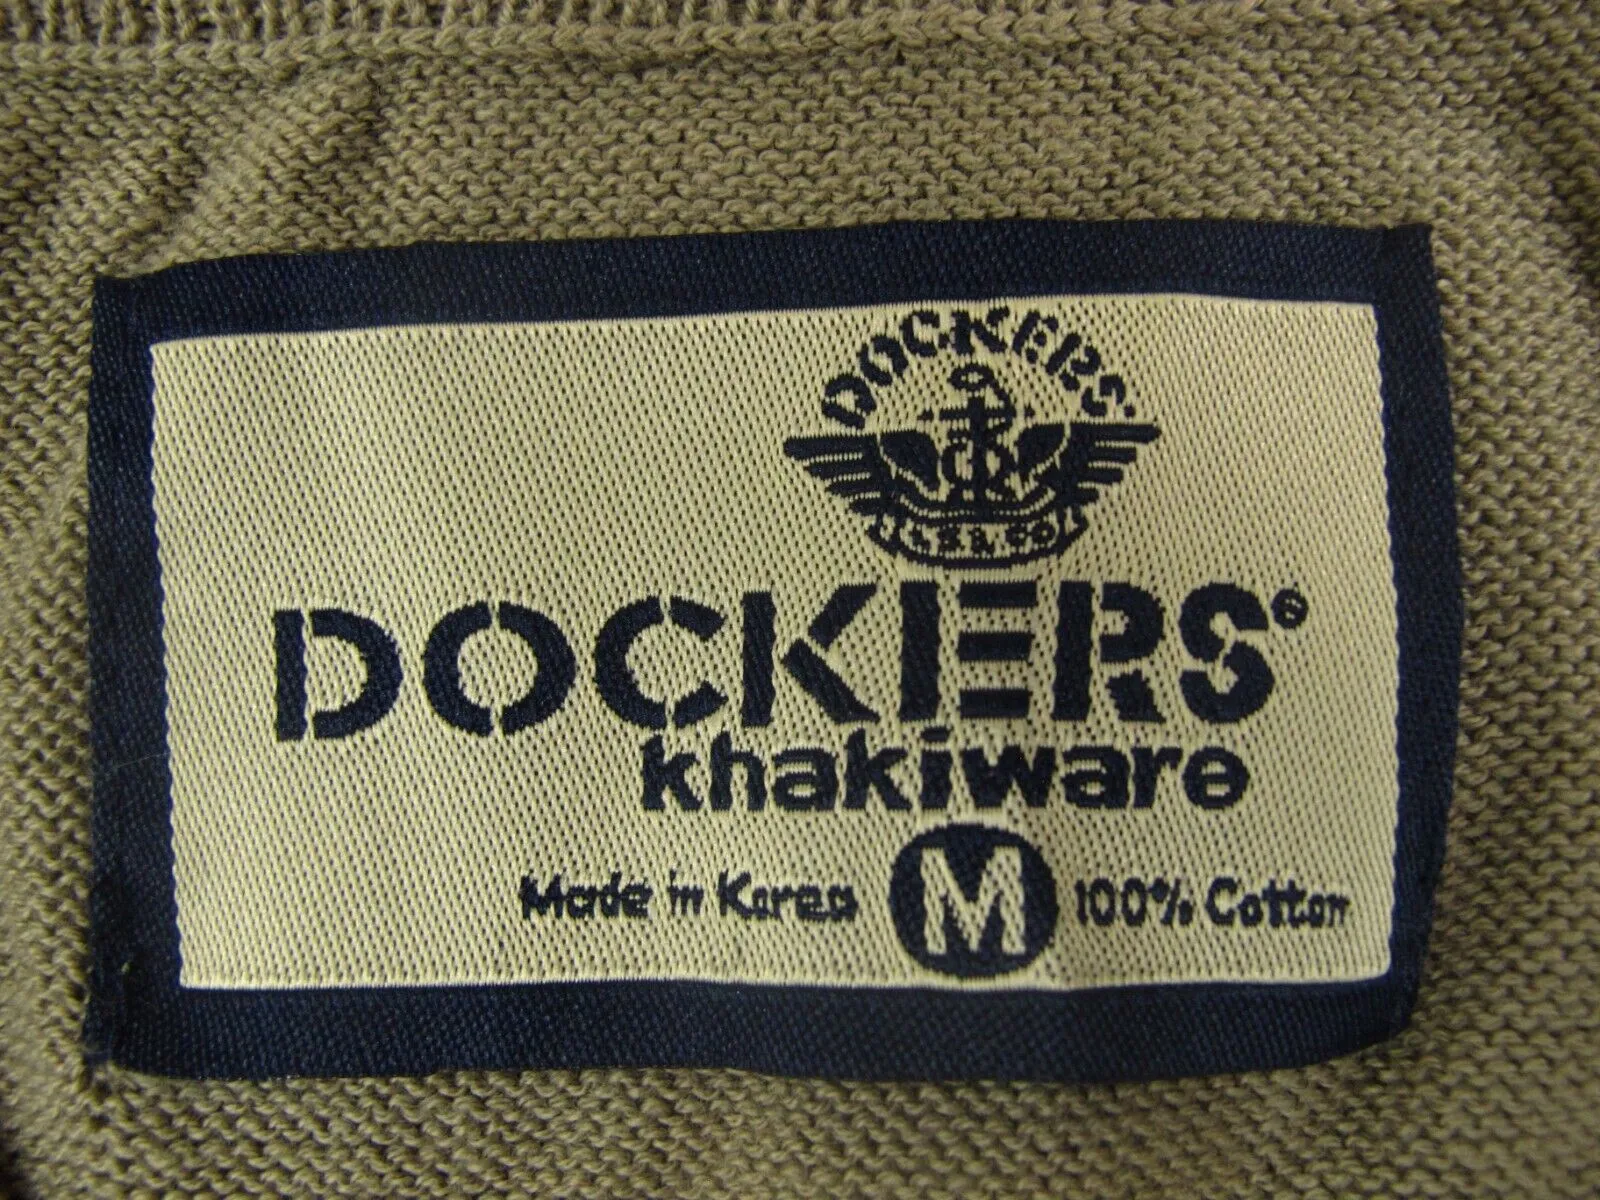 DOCKERS
LS & CO
DOCKERS®
khakiware
Made in Korea M 100% Cotton